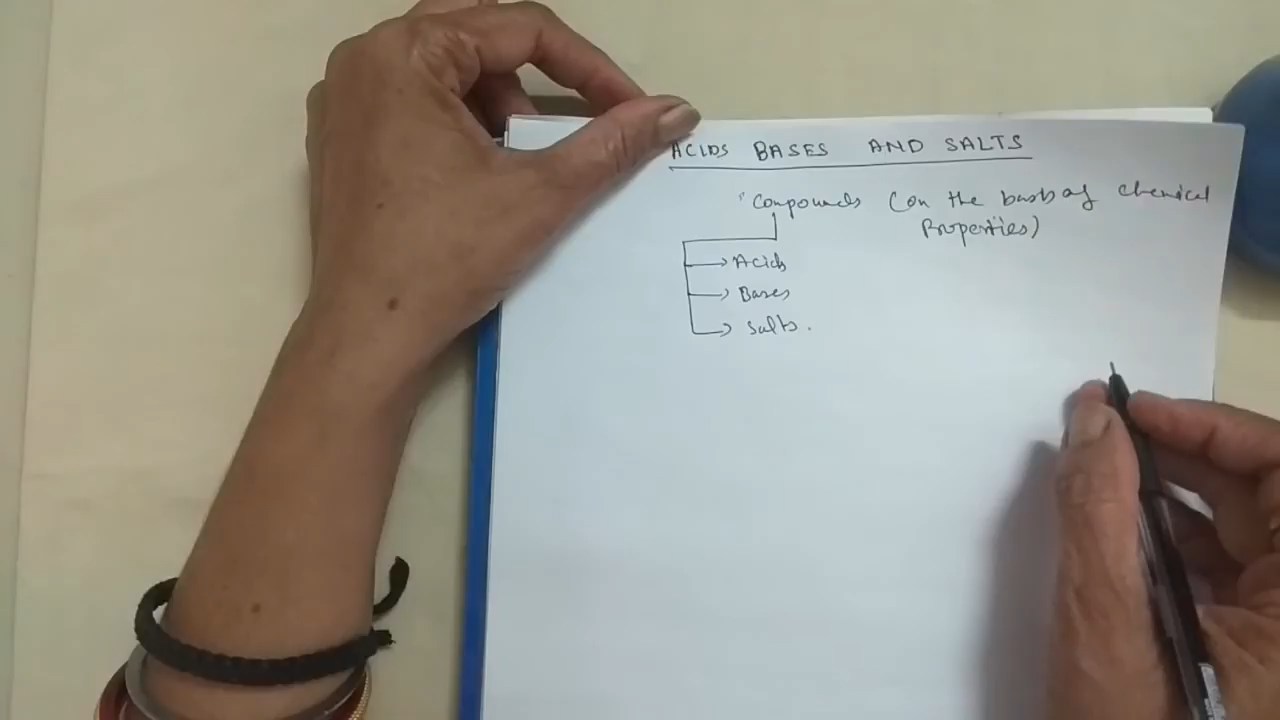 ACIDS BASES AND SALTS
Compounds (on the basis of chemical
Properties)
Acids
Bases
Salts.